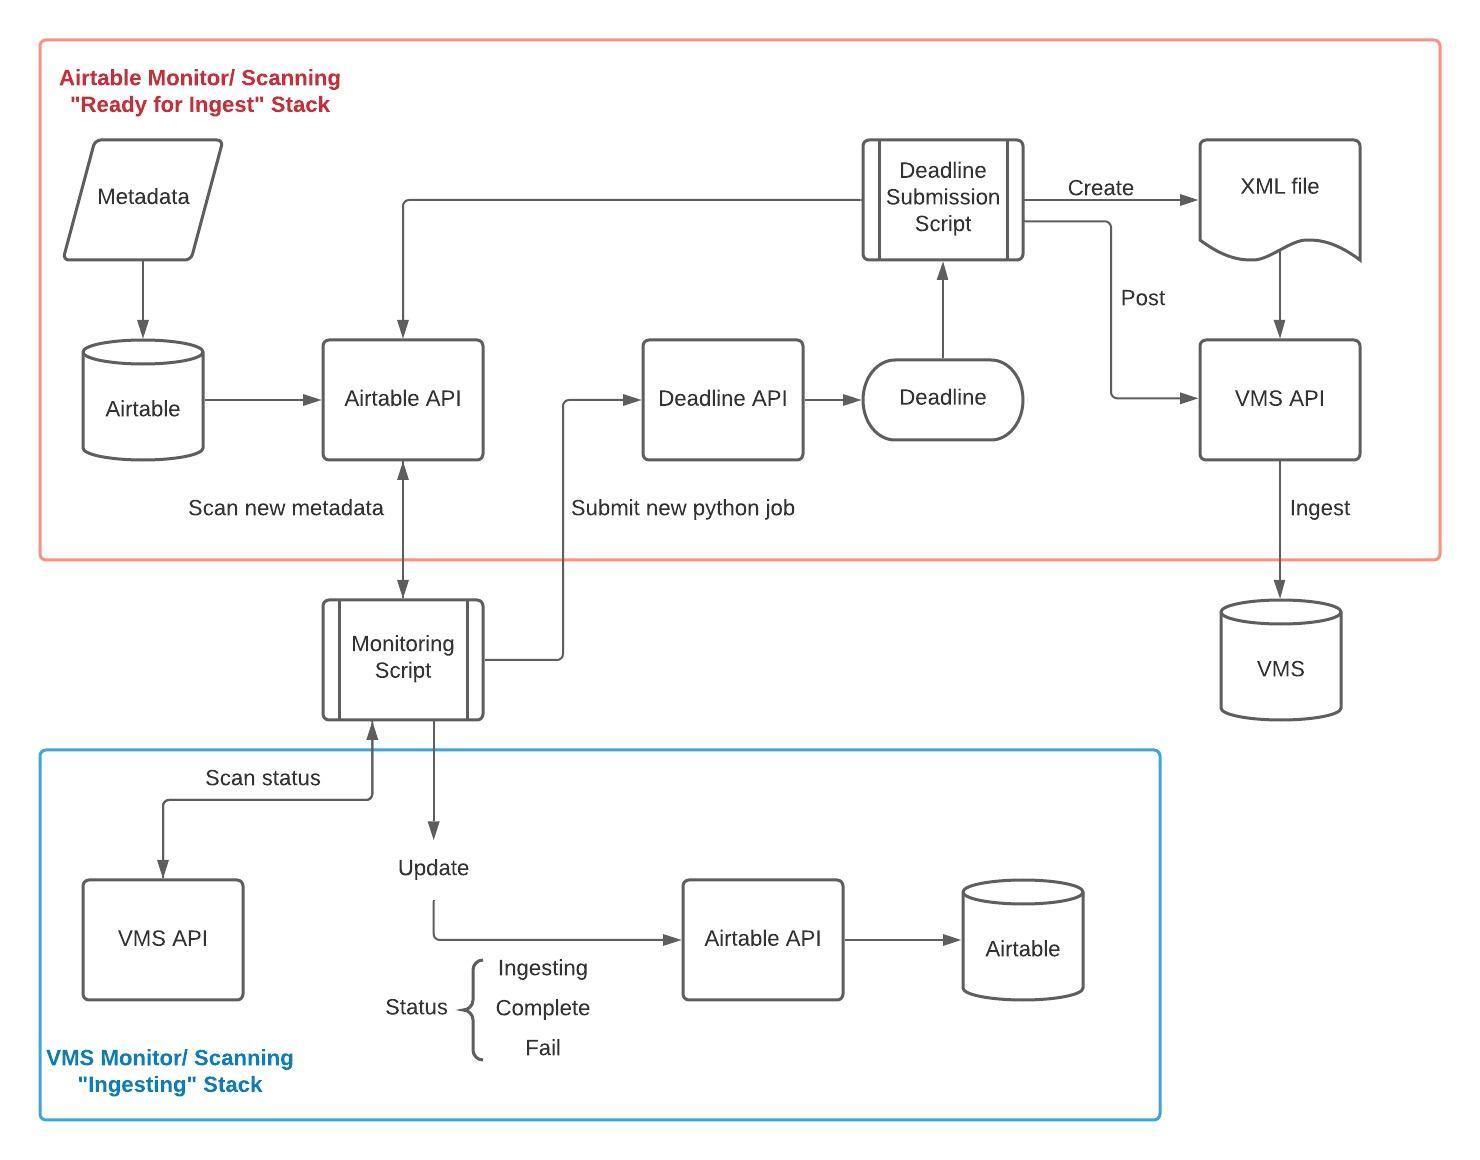 Airtable Monitor/ Scanning
"Ready for Ingest" Stack
Metadata
Deadline
Submission
Script
Create
XML file
Post
Airtable
Airtable API
Deadline API
Deadline
VMS API
Scan new metadata
Submit new python job
Ingest
Monitoring
Script
VMS
Scan status
Update
VMS API
Airtable API
Airtable
Status
Ingesting
Complete
Fail
VMS Monitor/ Scanning
"Ingesting" Stack